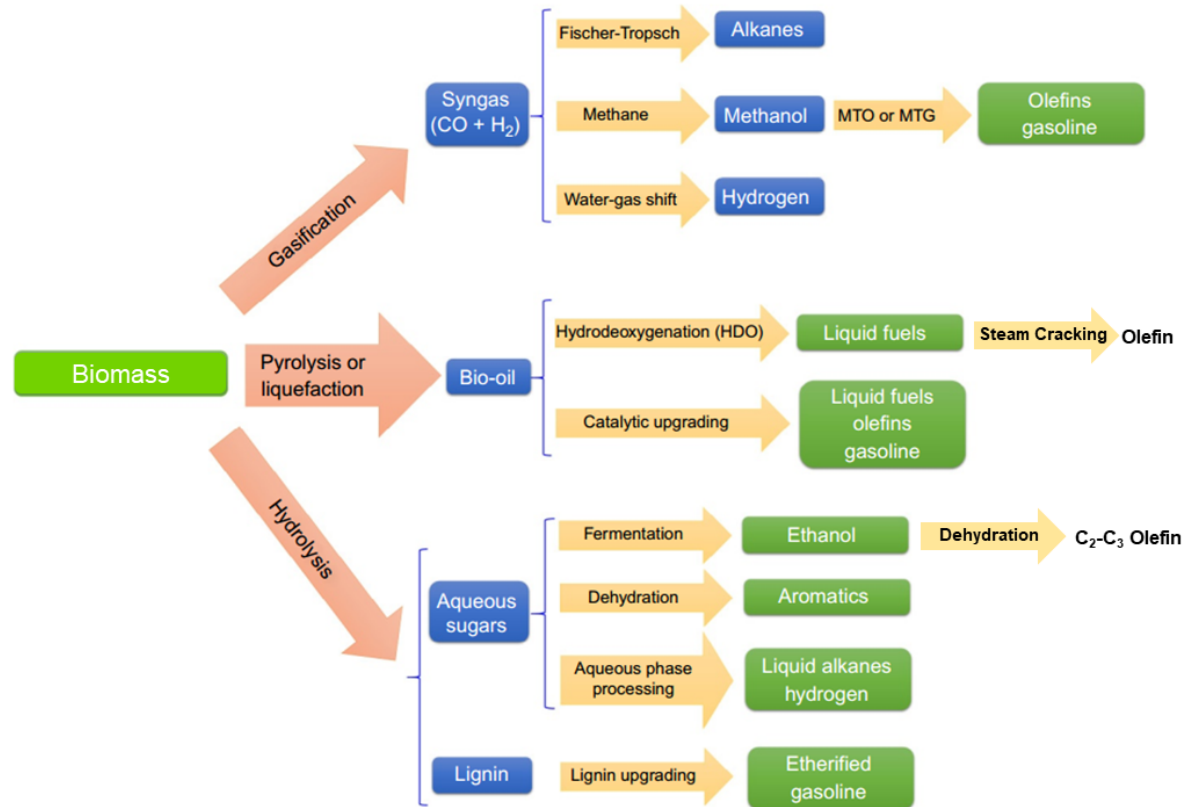 Fischer-Tropsch
Alkanes
Syngas
(CO + H₂)
Methane
Methanol
MTO or MTG
Olefins
gasoline
Water-gas shift
Hydrogen
Gasification
Biomass
Pyrolysis or
liquefaction
Bio-oil
Hydrodeoxygenation (HDO)
Liquid fuels
Steam Cracking
Olefin
Catalytic upgrading
Liquid fuels
olefins
gasoline
Hydrolysis
Aqueous
sugars
Fermentation
Ethanol
Dehydration
C₂-C₃ Olefin
Dehydration
Aromatics
Aqueous phase
processing
Liquid alkanes
hydrogen
Lignin
Lignin upgrading
Etherified
gasoline